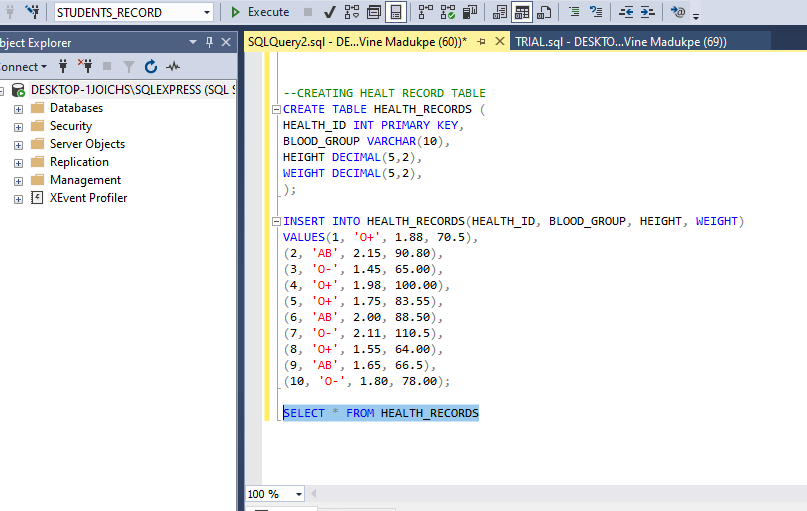 STUDENTS_RECORD
Execute
bject Explorer
SQLQuery2.sql - DE...Vine Madukpe (60))*
TRIAL.sql - DESKTO...Vine Madukpe (69))
onnect
DESKTOP-1JOICHS\SQLEXPRESS (SQL S
Databases
Security
Server Objects
Replication
Management
XEvent Profiler
--CREATING HEALT RECORD TABLE
CREATE TABLE HEALTH_RECORDS (
HEALTH_ID INT PRIMARY KEY,
BLOOD_GROUP VARCHAR(10),
HEIGHT DECIMAL(5,2),
WEIGHT DECIMAL(5,2),
);
INSERT INTO HEALTH_RECORDS(HEALTH_ID, BLOOD_GROUP, HEIGHT, WEIGHT)
VALUES(1, 'O+', 1.88, 70.5),
(2, 'AB', 2.15, 90.80),
(3, 'O-', 1.45, 65.00),
(4, 'O+', 1.98, 100.00),
(5, 'O+', 1.75, 83.55),
(6, 'AB', 2.00, 88.50),
(7, 'O-', 2.11, 110.5),
(8, 'O+', 1.55, 64.00),
(9, 'AB', 1.65, 66.5),
(10, 'O-', 1.80, 78.00);
SELECT * FROM HEALTH_RECORDS
100 %